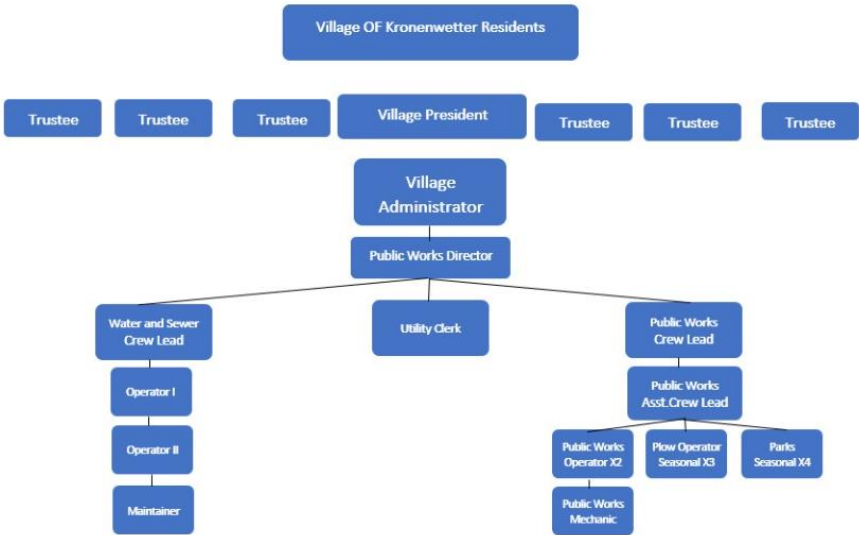 Village OF Kronenwetter Residents
Trustee
Trustee
Trustee
Village President
Trustee
Trustee
Trustee
Village
Administrator
Public Works Director
Water and Sewer
Crew Lead
Utility Clerk
Public Works
Crew Lead
Operator I
Public Works
Asst.Crew Lead
Operator II
Public Works
Operator X2
Plow Operator
Seasonal X3
Parks
Seasonal X4
Maintainer
Public Works
Mechanic